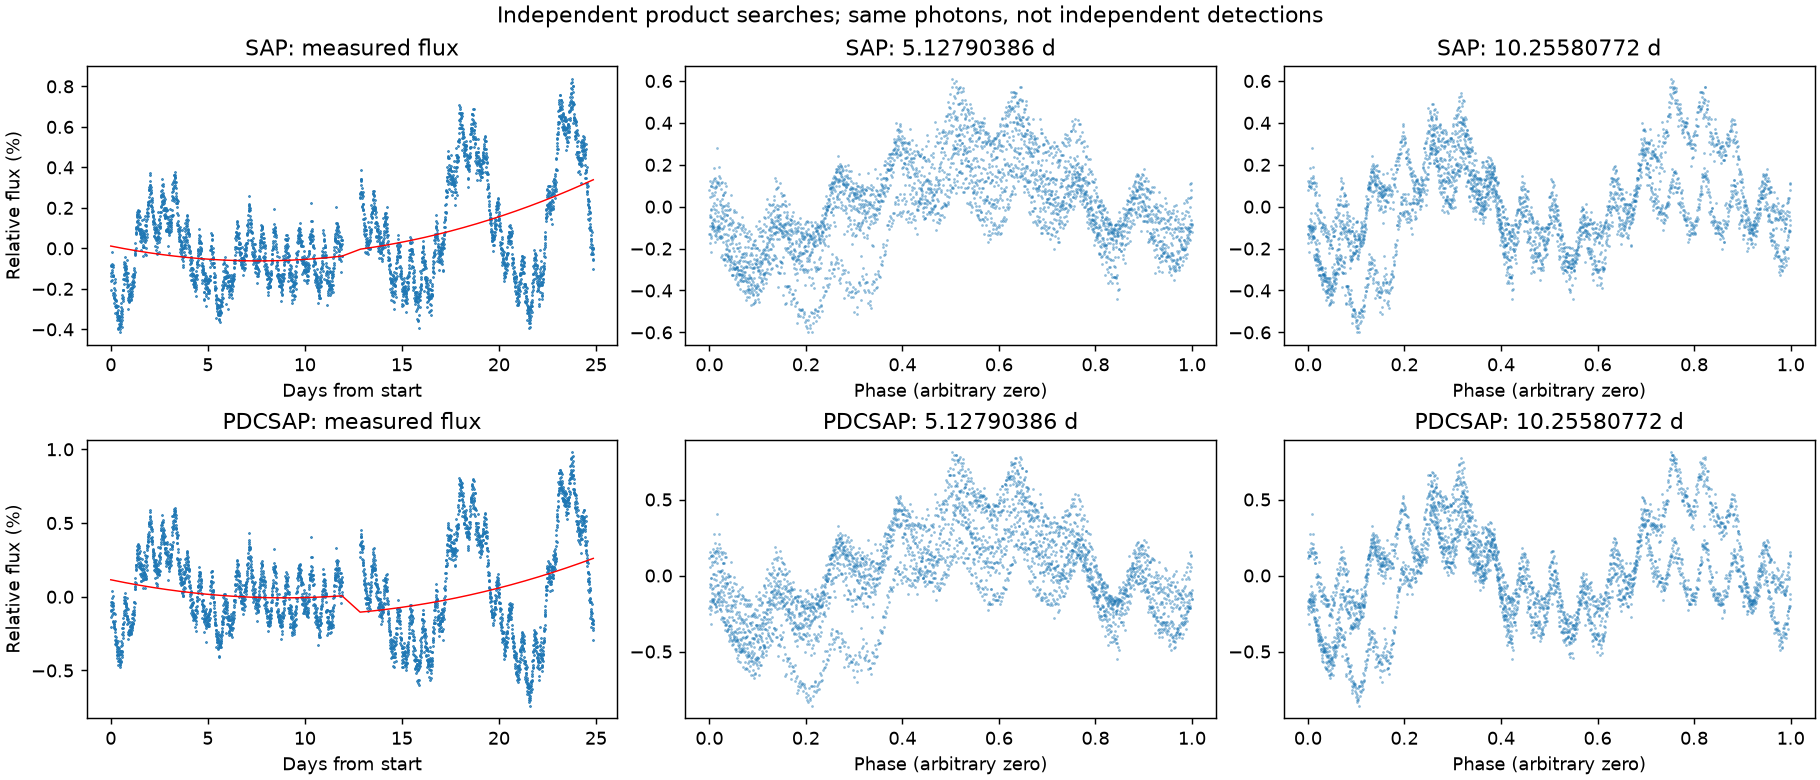 Independent product searches; same photons, not independent detections
SAP: measured flux
SAP: 5.12790386 d
SAP: 10.25580772 d
Relative flux (%)
0.8
0.6
0.4
0.2
0.0
−0.2
−0.4
0 5 10 15 20 25
Days from start
0.6
0.4
0.2
0.0
−0.2
−0.4
−0.6
0.0 0.2 0.4 0.6 0.8 1.0
Phase (arbitrary zero)
0.6
0.4
0.2
0.0
−0.2
−0.4
−0.6
0.0 0.2 0.4 0.6 0.8 1.0
Phase (arbitrary zero)
PDCSAP: measured flux
PDCSAP: 5.12790386 d
PDCSAP: 10.25580772 d
Relative flux (%)
1.0
0.5
0.0
−0.5
0 5 10 15 20 25
Days from start
0.5
0.0
−0.5
0.0 0.2 0.4 0.6 0.8 1.0
Phase (arbitrary zero)
0.5
0.0
−0.5
0.0 0.2 0.4 0.6 0.8 1.0
Phase (arbitrary zero)